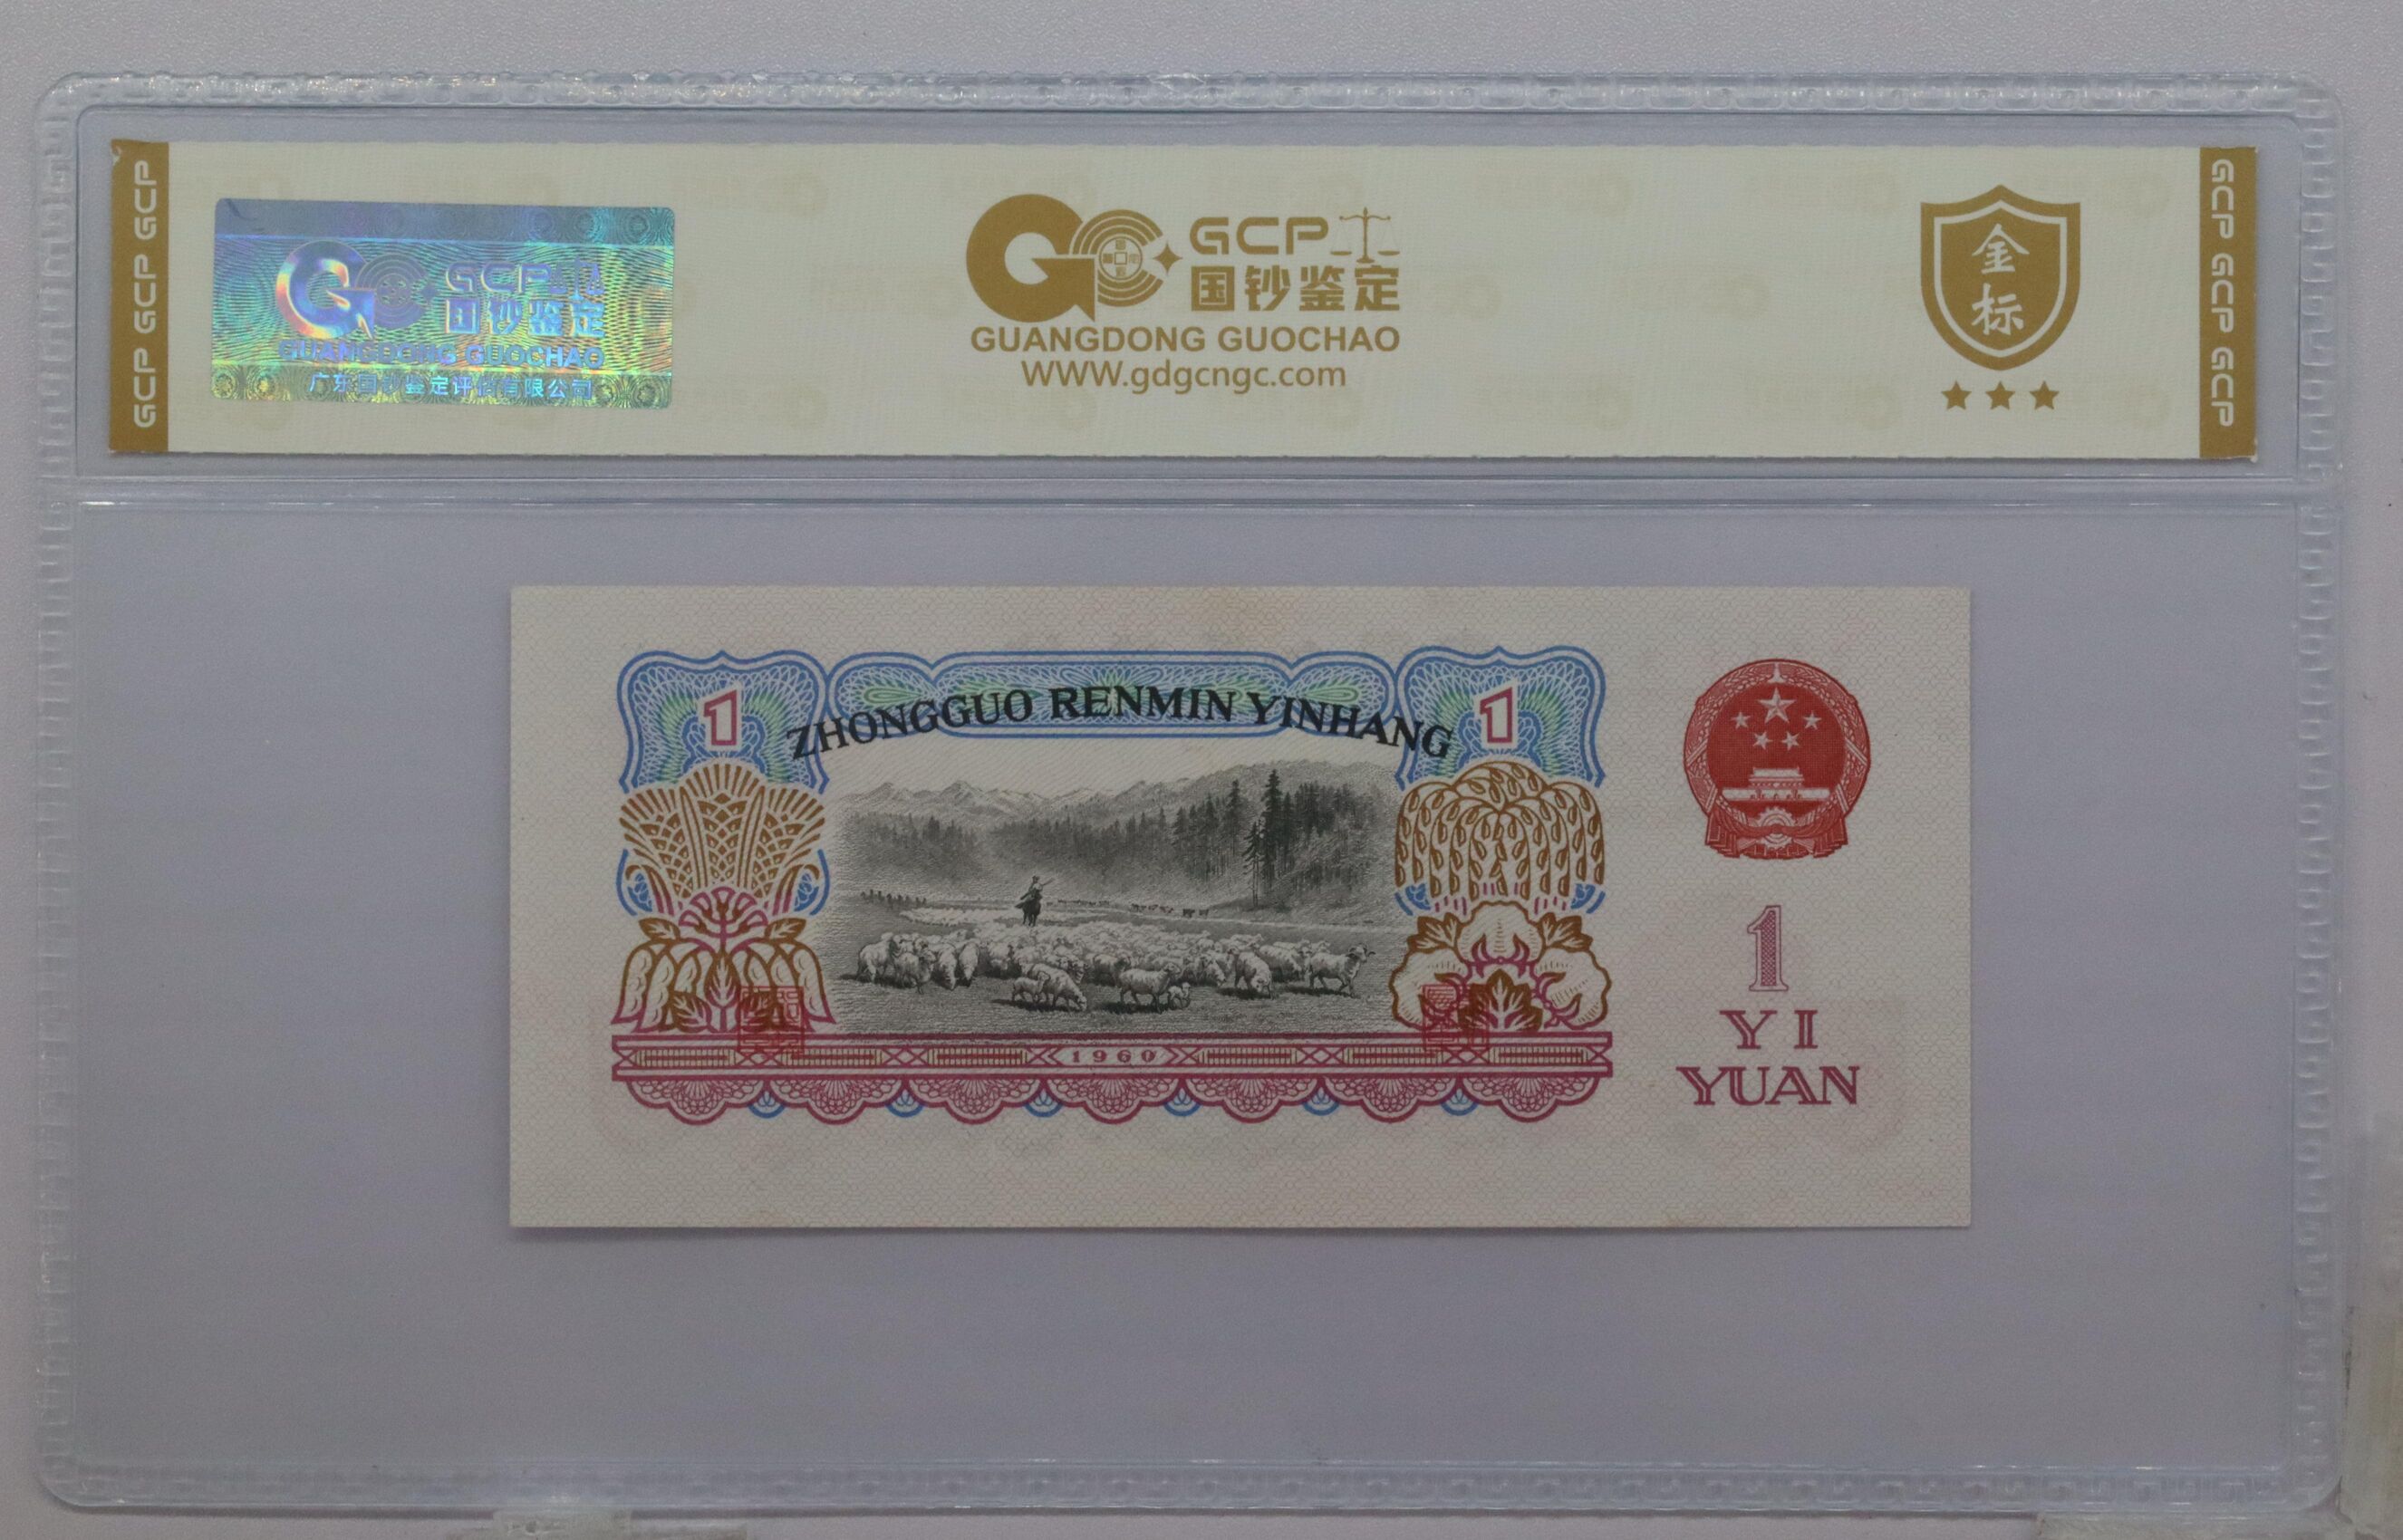 GCP GCP GCP
GCP
国钞鉴定
GUANGDONG GUOCHAO
广东国钞鉴定评估有限公司
GCP
国钞鉴定
GUANGDONG GUOCHAO
www.gdgcngc.com
金
标
GCP GCP GCP
1
ZHONGGUO RENMIN YINHANG
1
1960
1
YI
YUAN